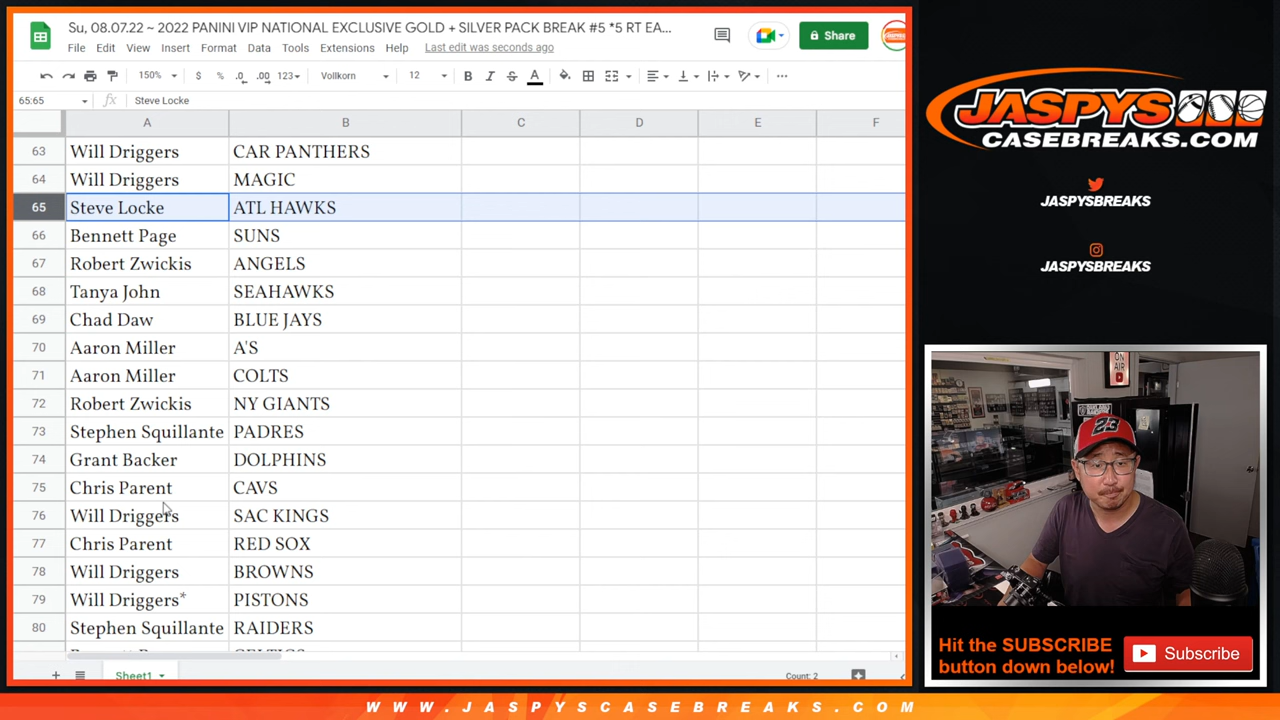 Su, 08.07.22 ~ 2022 PANINI VIP NATIONAL EXCLUSIVE GOLD + SILVER PACK BREAK #5 *5 RT EA...
File Edit View Insert Format Data Tools Extensions Help Last edit was seconds ago
Share
150% $ % .0 .00 123 Vollkorn 12 B I S A
65:65 fx Steve Locke
A B C D E F
63 Will Driggers CAR PANTHERS
64 Will Driggers MAGIC
65 Steve Locke ATL HAWKS
66 Bennett Page SUNS
67 Robert Zwickis ANGELS
68 Tanya John SEAHAWKS
69 Chad Daw BLUE JAYS
70 Aaron Miller A'S
71 Aaron Miller COLTS
72 Robert Zwickis NY GIANTS
73 Stephen Squillante PADRES
74 Grant Backer DOLPHINS
75 Chris Parent CAVS
76 Will Driggers SAC KINGS
77 Chris Parent RED SOX
78 Will Driggers BROWNS
79 Will Driggers* PISTONS
80 Stephen Squillante RAIDERS
Sheet1
Count: 2
JASPYS
CASEBREAKS.COM
JASPYSBREAKS
JASPYSBREAKS
ON AIR
23
Hit the SUBSCRIBE
button down below!
Subscribe
WWW.JASPYSCASEBREAKS.COM